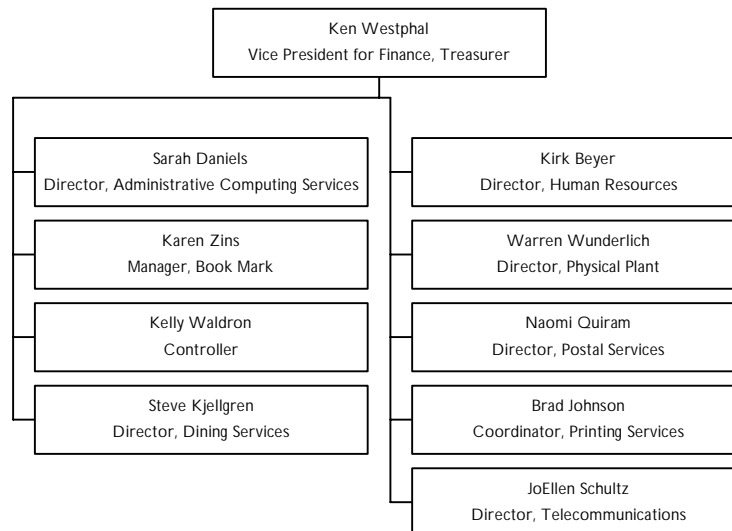 Ken Westphal
Vice President for Finance, Treasurer
Sarah Daniels
Director, Administrative Computing Services
Karen Zins
Manager, Book Mark
Kelly Waldron
Controller
Steve Kjellgren
Director, Dining Services
Kirk Beyer
Director, Human Resources
Warren Wunderlich
Director, Physical Plant
Naomi Quiram
Director, Postal Services
Brad Johnson
Coordinator, Printing Services
JoEllen Schultz
Director, Telecommunications